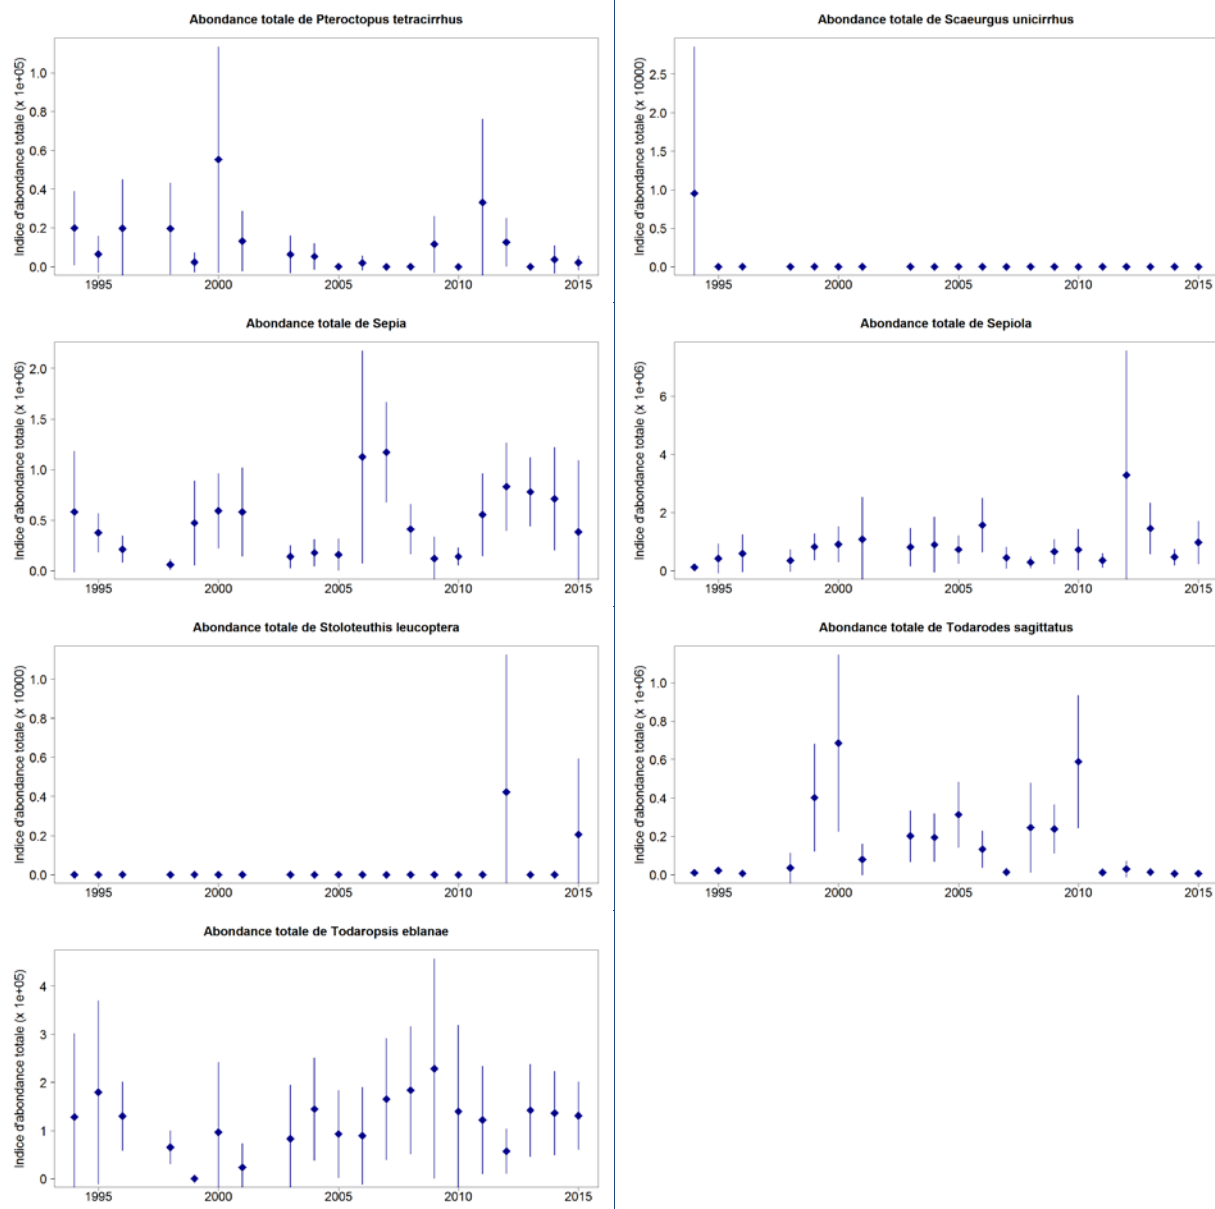 Abondance totale de Pteroctopus tetracirrhus
Indice d'abondance totale (x 1e+05)
1.0
0.8
0.6
0.4
0.2
0.0
1995 2000 2005 2010 2015
Abondance totale de Scaeurgus unicirrhus
Indice d'abondance totale (x 10000)
2.5
2.0
1.5
1.0
0.5
0.0
1995 2000 2005 2010 2015
Abondance totale de Sepia
Indice d'abondance totale (x 1e+06)
2.0
1.5
1.0
0.5
0.0
1995 2000 2005 2010 2015
Abondance totale de Sepiola
Indice d'abondance totale (x 1e+06)
6
4
2
0
1995 2000 2005 2010 2015
Abondance totale de Stoloteuthis leucoptera
Indice d'abondance totale (x 10000)
1.0
0.8
0.6
0.4
0.2
0.0
1995 2000 2005 2010 2015
Abondance totale de Todarodes sagittatus
Indice d'abondance totale (x 1e+06)
1.0
0.8
0.6
0.4
0.2
0.0
1995 2000 2005 2010 2015
Abondance totale de Todaropsis eblanae
Indice d'abondance totale (x 1e+05)
4
3
2
1
0
1995 2000 2005 2010 2015